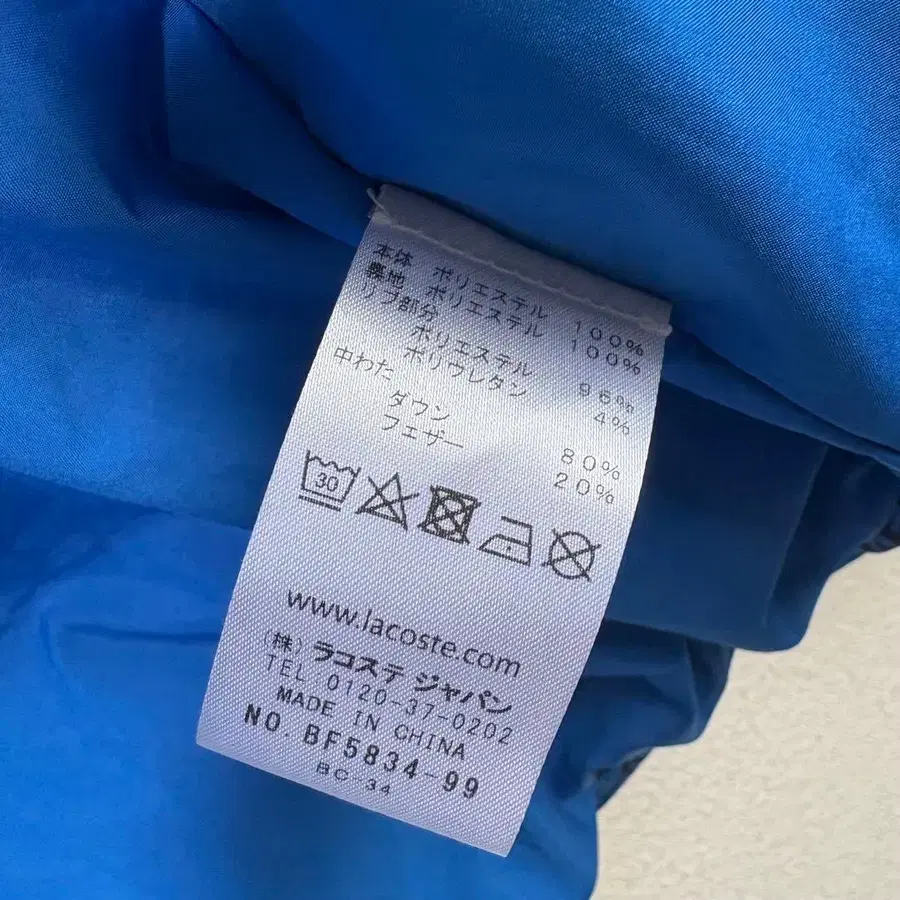 本体 ポリエステル 100%
裏地 ポリエステル 100%
リブ部分
ポリエステル 96%
ポリウレタン 4%
中わた
ダウン 80%
フェザー 20%
30
www.lacoste.com
(株) ラコステ ジャパン
TEL 0120-37-0202
MADE IN CHINA
NO. BF5834-99
BC-34